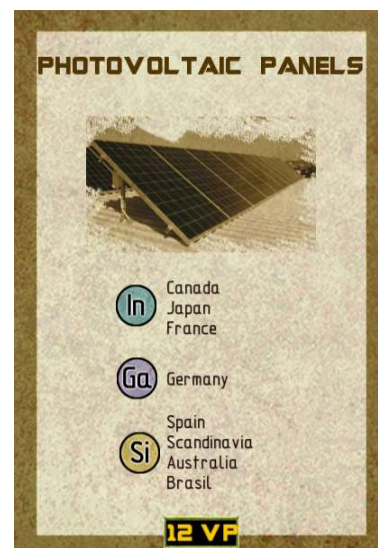 PHOTOVOLTAIC PANELS
In
Canada
Japan
France
Ga
Germany
Si
Spain
Scandinavia
Australia
Brasil
12 VP